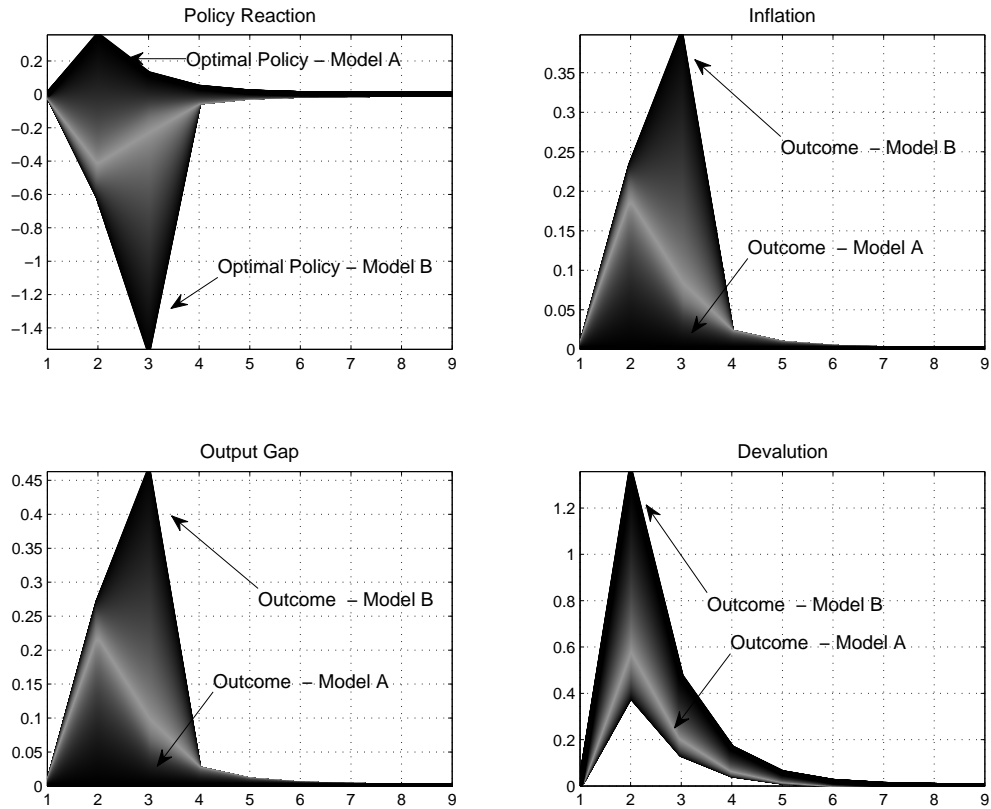 Policy Reaction
0.2
0
−0.2
−0.4
−0.6
−0.8
−1
−1.2
−1.4
1 2 3 4 5 6 7 8 9
Optimal Policy − Model A
Optimal Policy − Model B
Inflation
0.35
0.3
0.25
0.2
0.15
0.1
0.05
0
1 2 3 4 5 6 7 8 9
Outcome − Model B
Outcome − Model A
Output Gap
0.45
0.4
0.35
0.3
0.25
0.2
0.15
0.1
0.05
0
1 2 3 4 5 6 7 8 9
Outcome − Model B
Outcome − Model A
Devalution
1.2
1
0.8
0.6
0.4
0.2
0
1 2 3 4 5 6 7 8 9
Outcome − Model B
Outcome − Model A